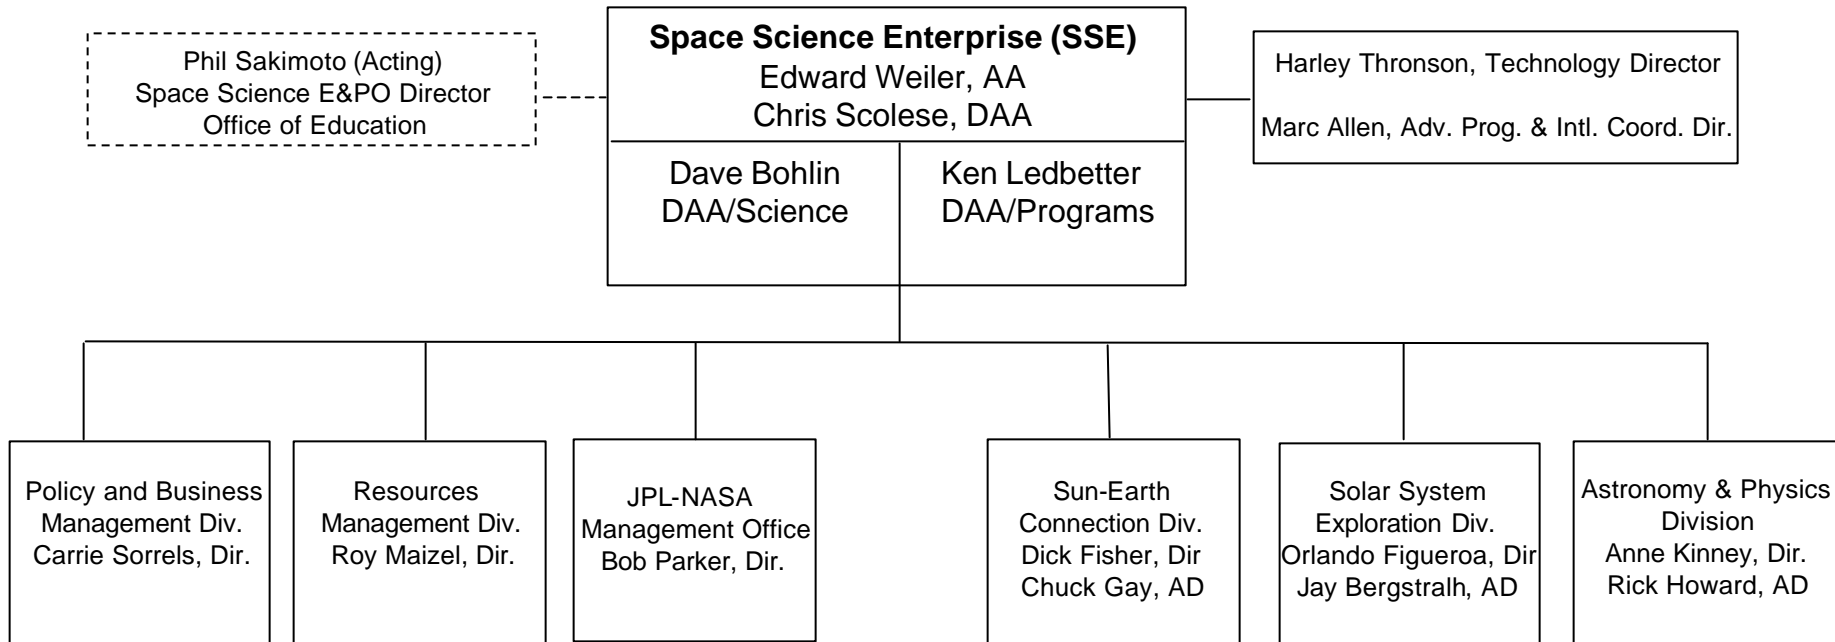 Phil Sakimoto (Acting)
Space Science E&PO Director
Office of Education
Space Science Enterprise (SSE)
Edward Weiler, AA
Chris Scolese, DAA
Dave Bohlin
DAA/Science
Ken Ledbetter
DAA/Programs
Harley Thronson, Technology Director
Marc Allen, Adv. Prog. & Intl. Coord. Dir.
Policy and Business
Management Div.
Carrie Sorrels, Dir.
Resources
Management Div.
Roy Maizel, Dir.
JPL-NASA
Management Office
Bob Parker, Dir.
Sun-Earth
Connection Div.
Dick Fisher, Dir
Chuck Gay, AD
Solar System
Exploration Div.
Orlando Figueroa, Dir
Jay Bergstralh, AD
Astronomy & Physics
Division
Anne Kinney, Dir.
Rick Howard, AD